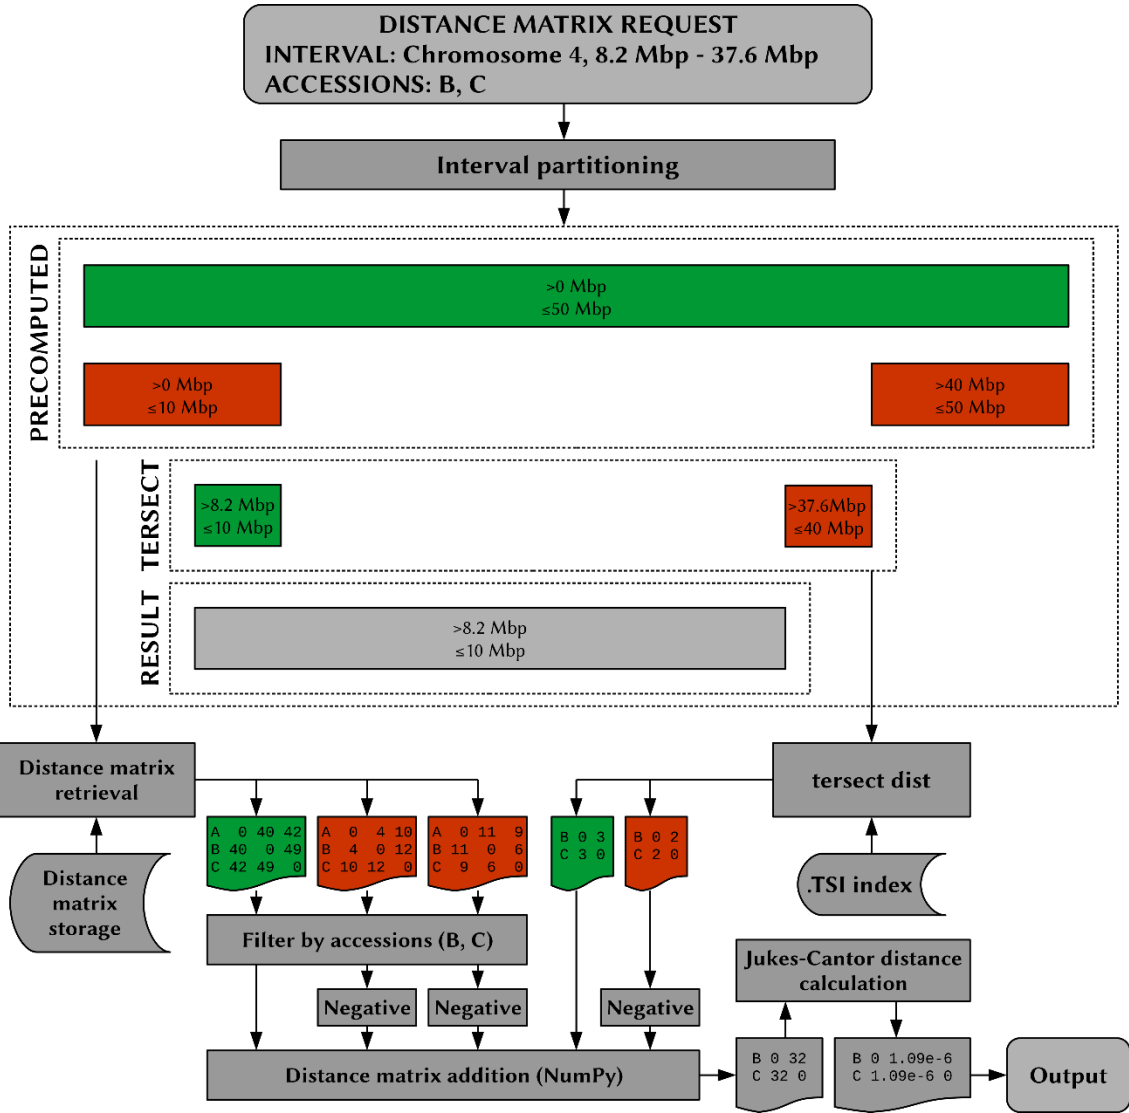 DISTANCE MATRIX REQUEST
INTERVAL: Chromosome 4, 8.2 Mbp - 37.6 Mbp
ACCESSIONS: B, C
Interval partitioning
PRECOMPUTED
>0 Mbp
≤50 Mbp
>0 Mbp
≤10 Mbp
>40 Mbp
≤50 Mbp
TERSECT
>8.2 Mbp
≤10 Mbp
>37.6Mbp
≤40 Mbp
RESULT
>8.2 Mbp
≤10 Mbp
Distance matrix
retrieval
tersect dist
A 0 40 42
B 40 0 49
C 42 49 0
A 0 4 10
B 4 0 12
C 10 12 0
A 0 11 9
B 11 0 6
C 9 6 0
B 0 3
C 3 0
B 0 2
C 2 0
Distance
matrix
storage
.TSI index
Filter by accessions (B, C)
Jukes-Cantor distance
calculation
Negative
Negative
Negative
Distance matrix addition (NumPy)
B 0 32
C 32 0
B 0 1.09e-6
C 1.09e-6 0
Output